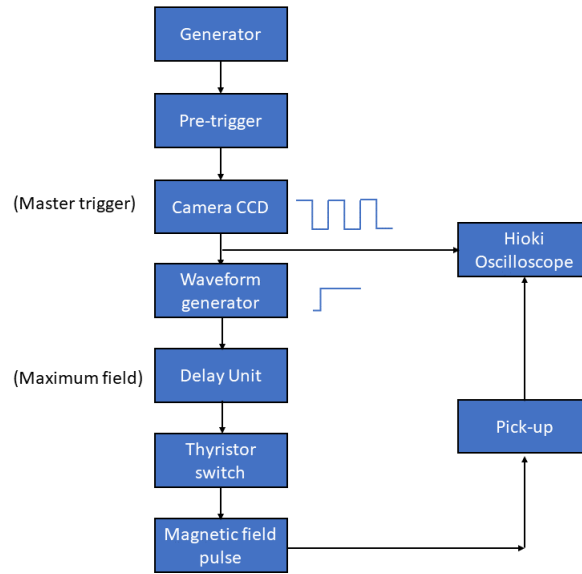 Generator
Pre-trigger
(Master trigger)
Camera CCD
Hioki
Oscilloscope
Waveform
generator
(Maximum field)
Delay Unit
Pick-up
Thyristor
switch
Magnetic field
pulse